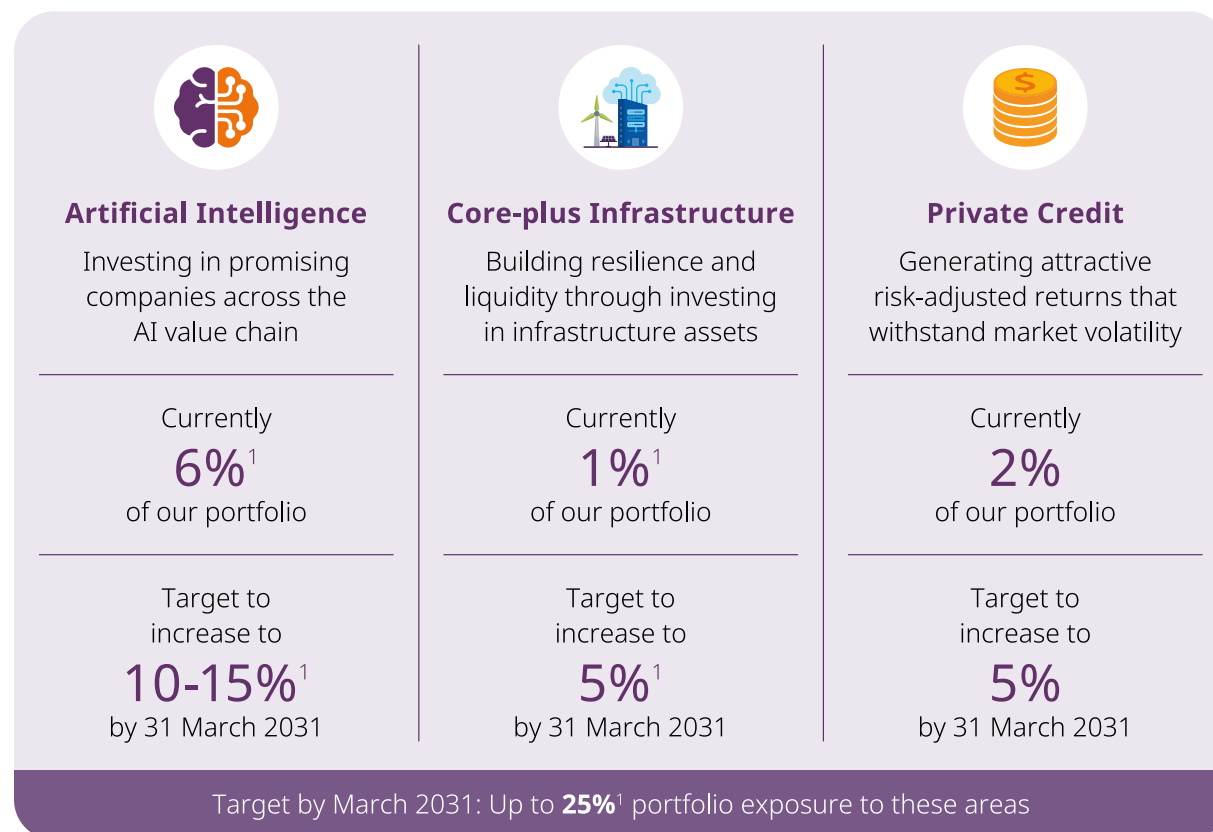 Artificial Intelligence
Investing in promising
companies across the
AI value chain
Currently
6%¹
of our portfolio
Target to
increase to
10-15%¹
by 31 March 2031
Core-plus Infrastructure
Building resilience and
liquidity through investing
in infrastructure assets
Currently
1%¹
of our portfolio
Target to
increase to
5%¹
by 31 March 2031
$
Private Credit
Generating attractive
risk-adjusted returns that
withstand market volatility
Currently
2%
of our portfolio
Target to
increase to
5%
by 31 March 2031
Target by March 2031: Up to 25%¹ portfolio exposure to these areas